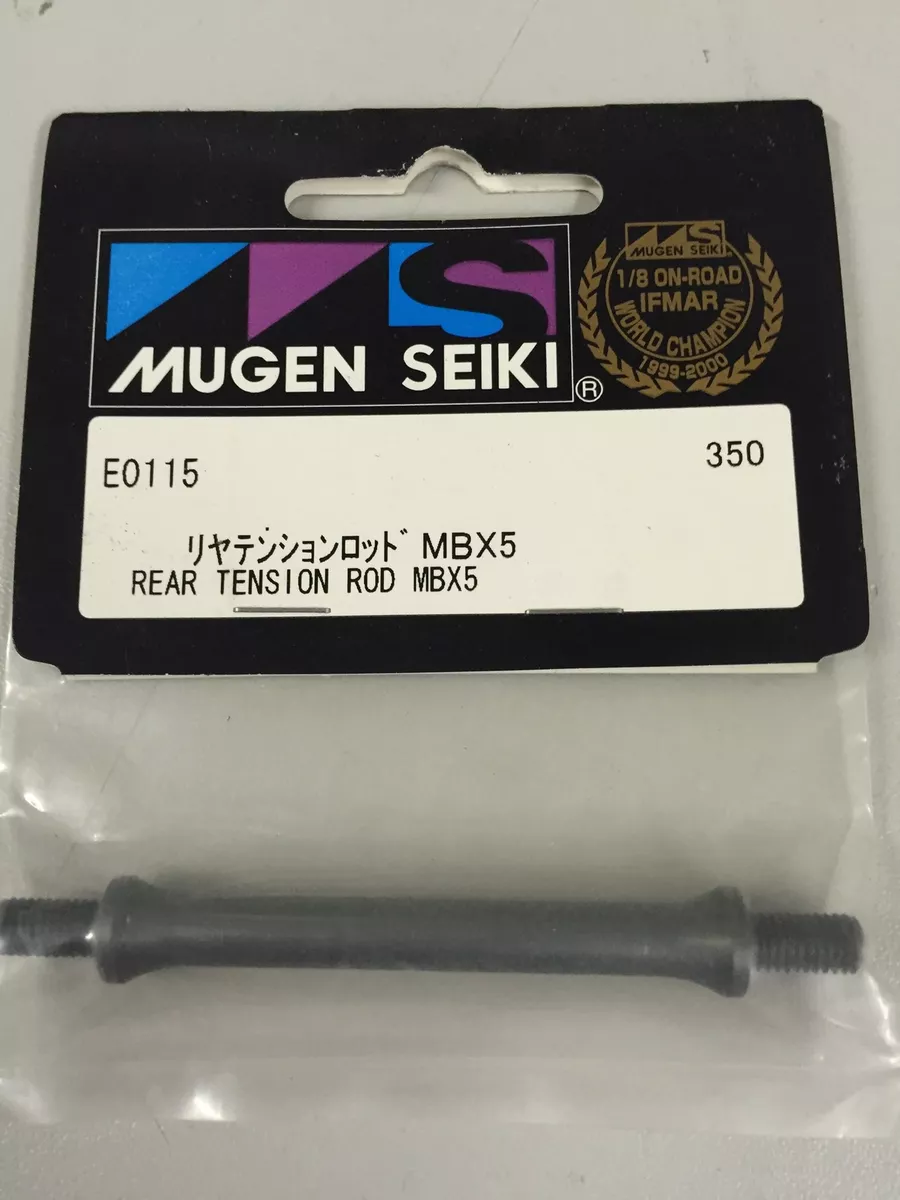 MUGEN SEIKI ®
MUGEN SEIKI
1/8 ON-ROAD
IFMAR
WORLD CHAMPION
1999-2000
E0115
350
リヤテンションロッド MBX5
REAR TENSION ROD MBX5